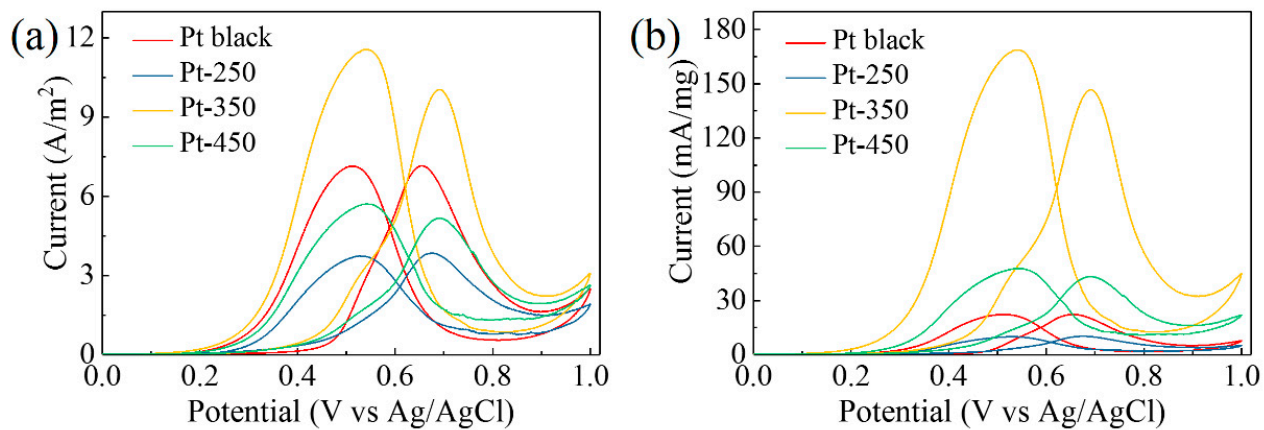 (a)
Pt black
Pt-250
Pt-350
Pt-450
Current (A/m²)
12
9
6
3
0
0.0 0.2 0.4 0.6 0.8 1.0
Potential (V vs Ag/AgCl)
(b)
Pt black
Pt-250
Pt-350
Pt-450
Current (mA/mg)
180
150
120
90
60
30
0
0.0 0.2 0.4 0.6 0.8 1.0
Potential (V vs Ag/AgCl)